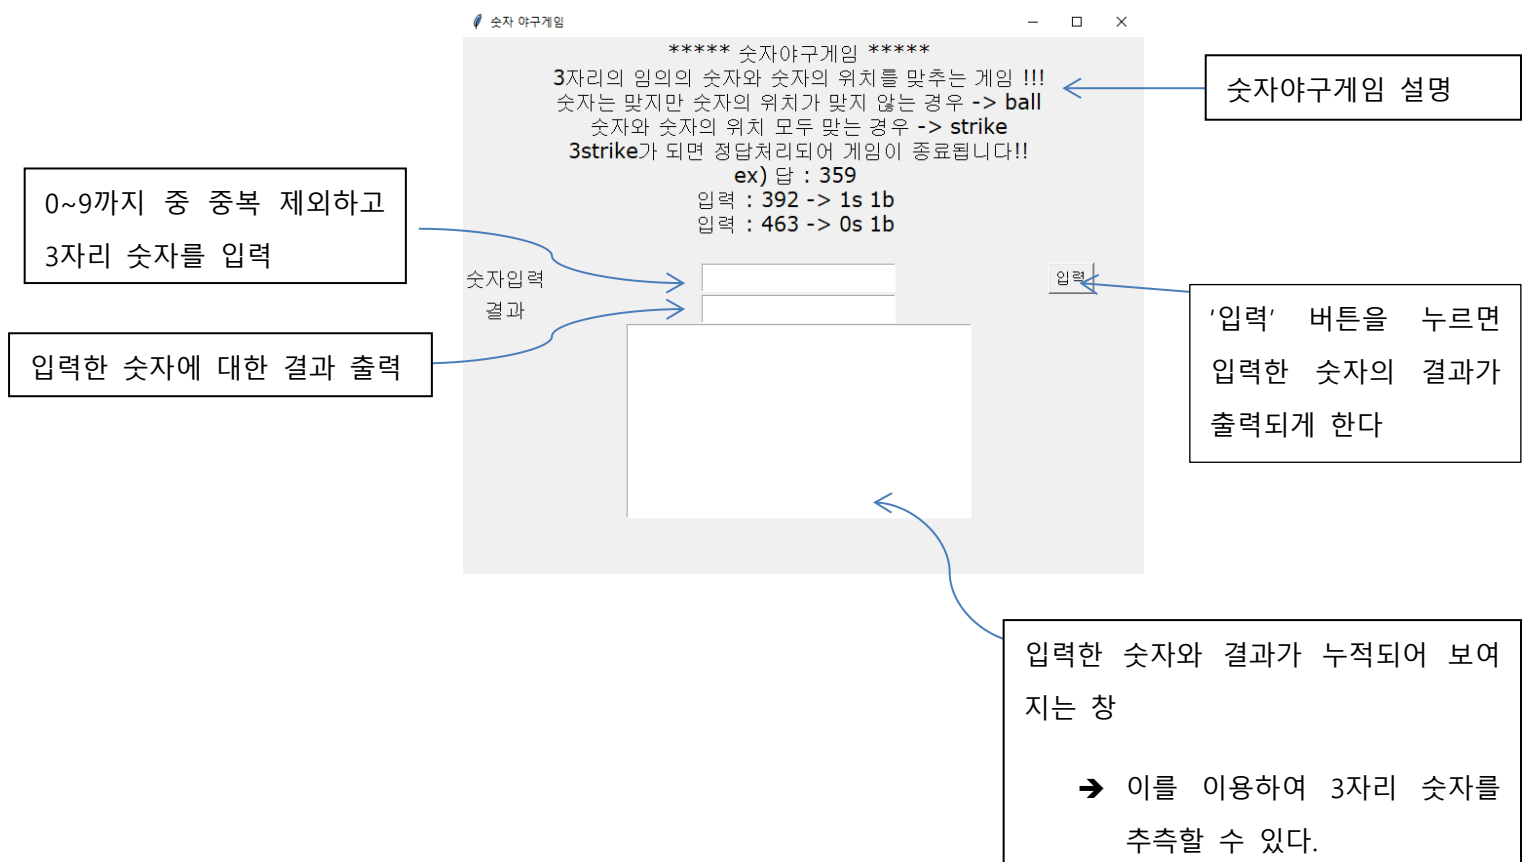 숫자 야구게임
***** 숫자야구게임 *****
3자리의 임의의 숫자와 숫자의 위치를 맞추는 게임 !!!
숫자는 맞지만 숫자의 위치가 맞지 않는 경우 -> ball
숫자와 숫자의 위치 모두 맞는 경우 -> strike
3strike가 되면 정답처리되어 게임이 종료됩니다!!
ex) 답 : 359
입력 : 392 -> 1s 1b
입력 : 463 -> 0s 1b
숫자입력
입력
결과
숫자야구게임 설명
0~9까지 중 중복 제외하고
3자리 숫자를 입력
입력한 숫자에 대한 결과 출력
'입력' 버튼을 누르면
입력한 숫자의 결과가
출력되게 한다
입력한 숫자와 결과가 누적되어 보여
지는 창
➔ 이를 이용하여 3자리 숫자를
추측할 수 있다.